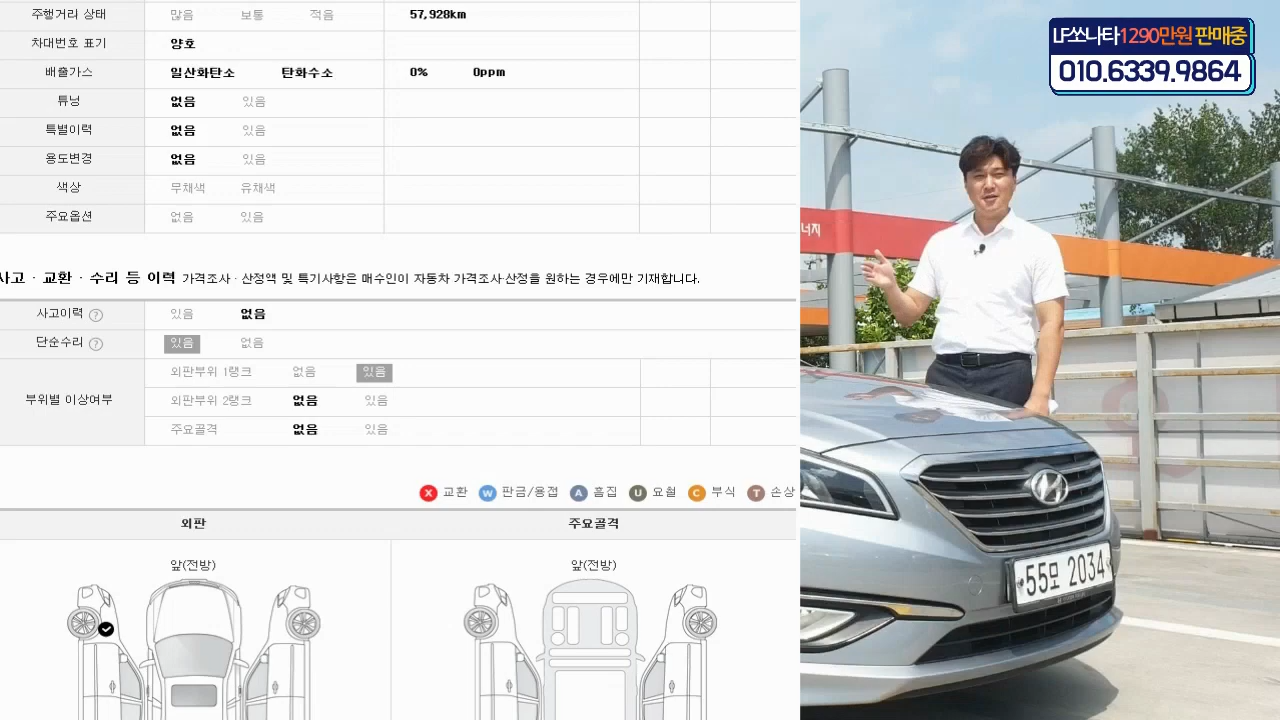 주행거리 상태 많음 보통 적음 57,928km
차대번호 표기 양호
배출가스 일산화탄소 탄화수소 0% 0ppm
튜닝 없음 있음
특별이력 없음 있음
용도변경 없음 있음
색상 무채색 유채색
주요옵션 없음 있음
사고 · 교환 · 수리 등 이력 가격조사 · 산정액 및 특기사항은 매수인이 자동차 가격조사·산정을 원하는 경우에만 기재합니다.
사고이력 ? 있음 없음
단순수리 ? 있음 없음
부위별 이상여부
외판부위 1랭크 없음 있음
외판부위 2랭크 없음 있음
주요골격 없음 있음
X 교환 W 판금/용접 A 흠집 U 요철 C 부식 T 손상
외판 주요골격
앞(전방) 앞(전방)
LF쏘나타1290만원 판매중
010.6339.9864
너지
55모 2034